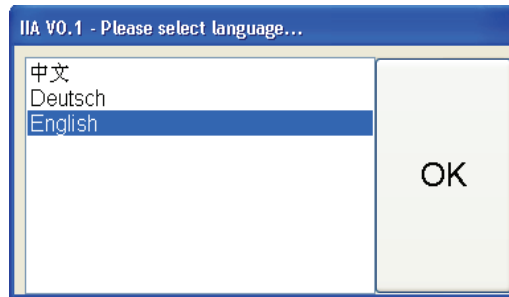 IIA V0.1 - Please select language...
中文
Deutsch
English
OK